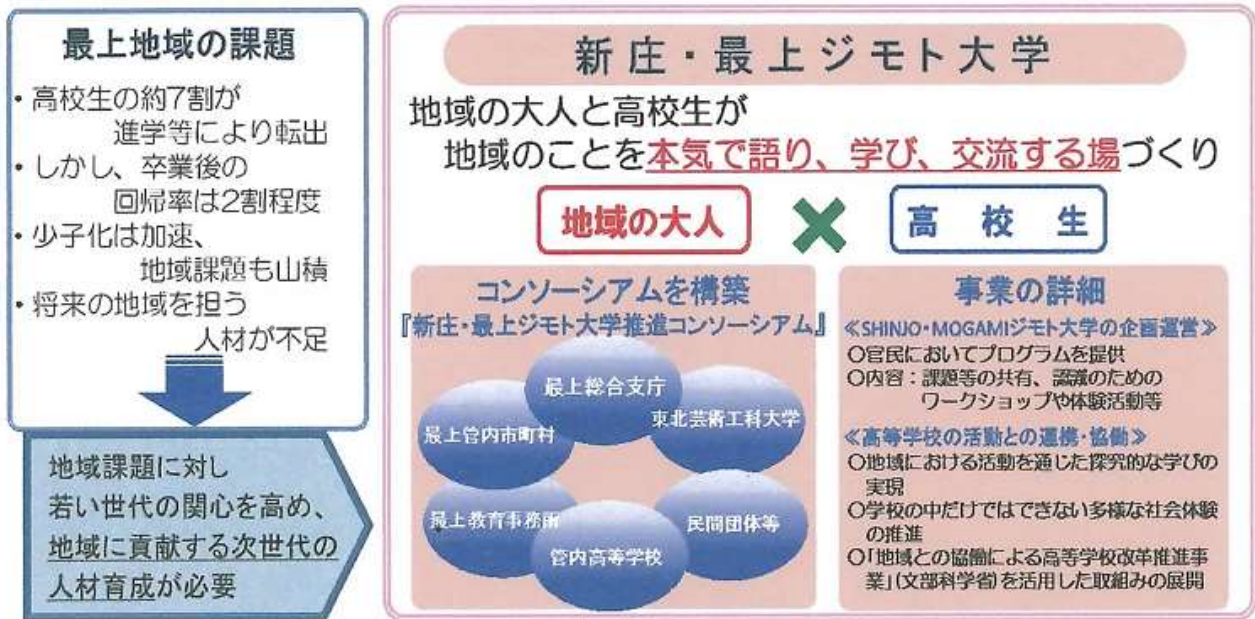 最上地域の課題
・高校生の約7割が
進学等により転出
・しかし、卒業後の
回帰率は2割程度
・少子化は加速、
地域課題も山積
・将来の地域を担う
人材が不足
地域課題に対し
若い世代の関心を高め、
地域に貢献する次世代の
人材育成が必要
新庄・最上ジモト大学
地域の大人と高校生が
地域のことを本気で語り、学び、交流する場づくり
地域の大人
高校生
コンソーシアムを構築
『新庄・最上ジモト大学推進コンソーシアム』
最上総合支庁
東北芸術工科大学
最上管内市町村
最上教育事務所
民間団体等
管内高等学校
事業の詳細
≪SHINJO・MOGAMIジモト大学の企画運営≫
○官民においてプログラムを提供
○内容：課題等の共有、認識のための
ワークショップや体験活動等
≪高等学校の活動との連携・協働≫
○地域における活動を通じた探究的な学びの
実現
○学校の中だけではできない多様な社会体験
の推進
○「地域との協働による高等学校改革推進事
業」(文部科学省)を活用した取組みの展開